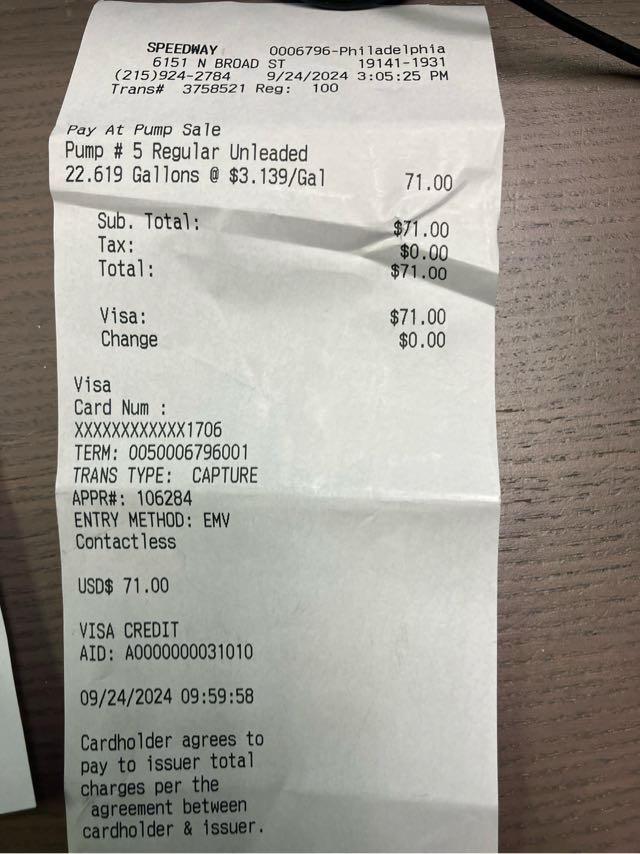 SPEEDWAY 0006796-Philadelphia
6151 N BROAD ST 19141-1931
(215)924-2784 9/24/2024 3:05:25 PM
Trans# 3758521 Reg: 100
Pay At Pump Sale
Pump # 5 Regular Unleaded
22.619 Gallons @ $3.139/Gal 71.00
Sub. Total: $71.00
Tax: $0.00
Total: $71.00
Visa: $71.00
Change $0.00
Visa
Card Num :
XXXXXXXXXXXX1706
TERM: 0050006796001
TRANS TYPE: CAPTURE
APPR#: 106284
ENTRY METHOD: EMV
Contactless
USD$ 71.00
VISA CREDIT
AID: A0000000031010
09/24/2024 09:59:58
Cardholder agrees to
pay to issuer total
charges per the
agreement between
cardholder & issuer.